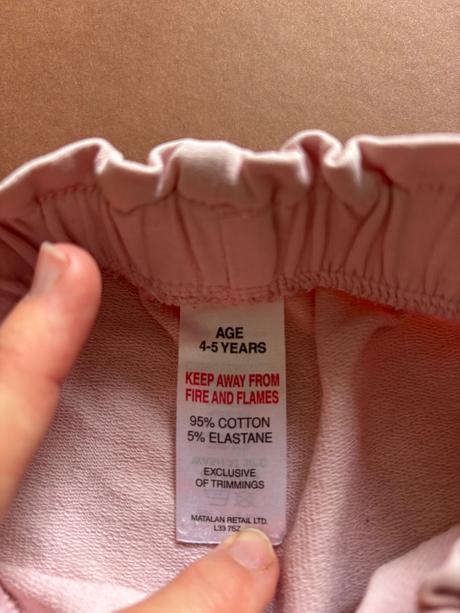 AGE
4-5 YEARS
KEEP AWAY FROM
FIRE AND FLAMES
95% COTTON
5% ELASTANE
EXCLUSIVE
OF TRIMMINGS
MATALAN RETAIL LTD.
L33 7SZ